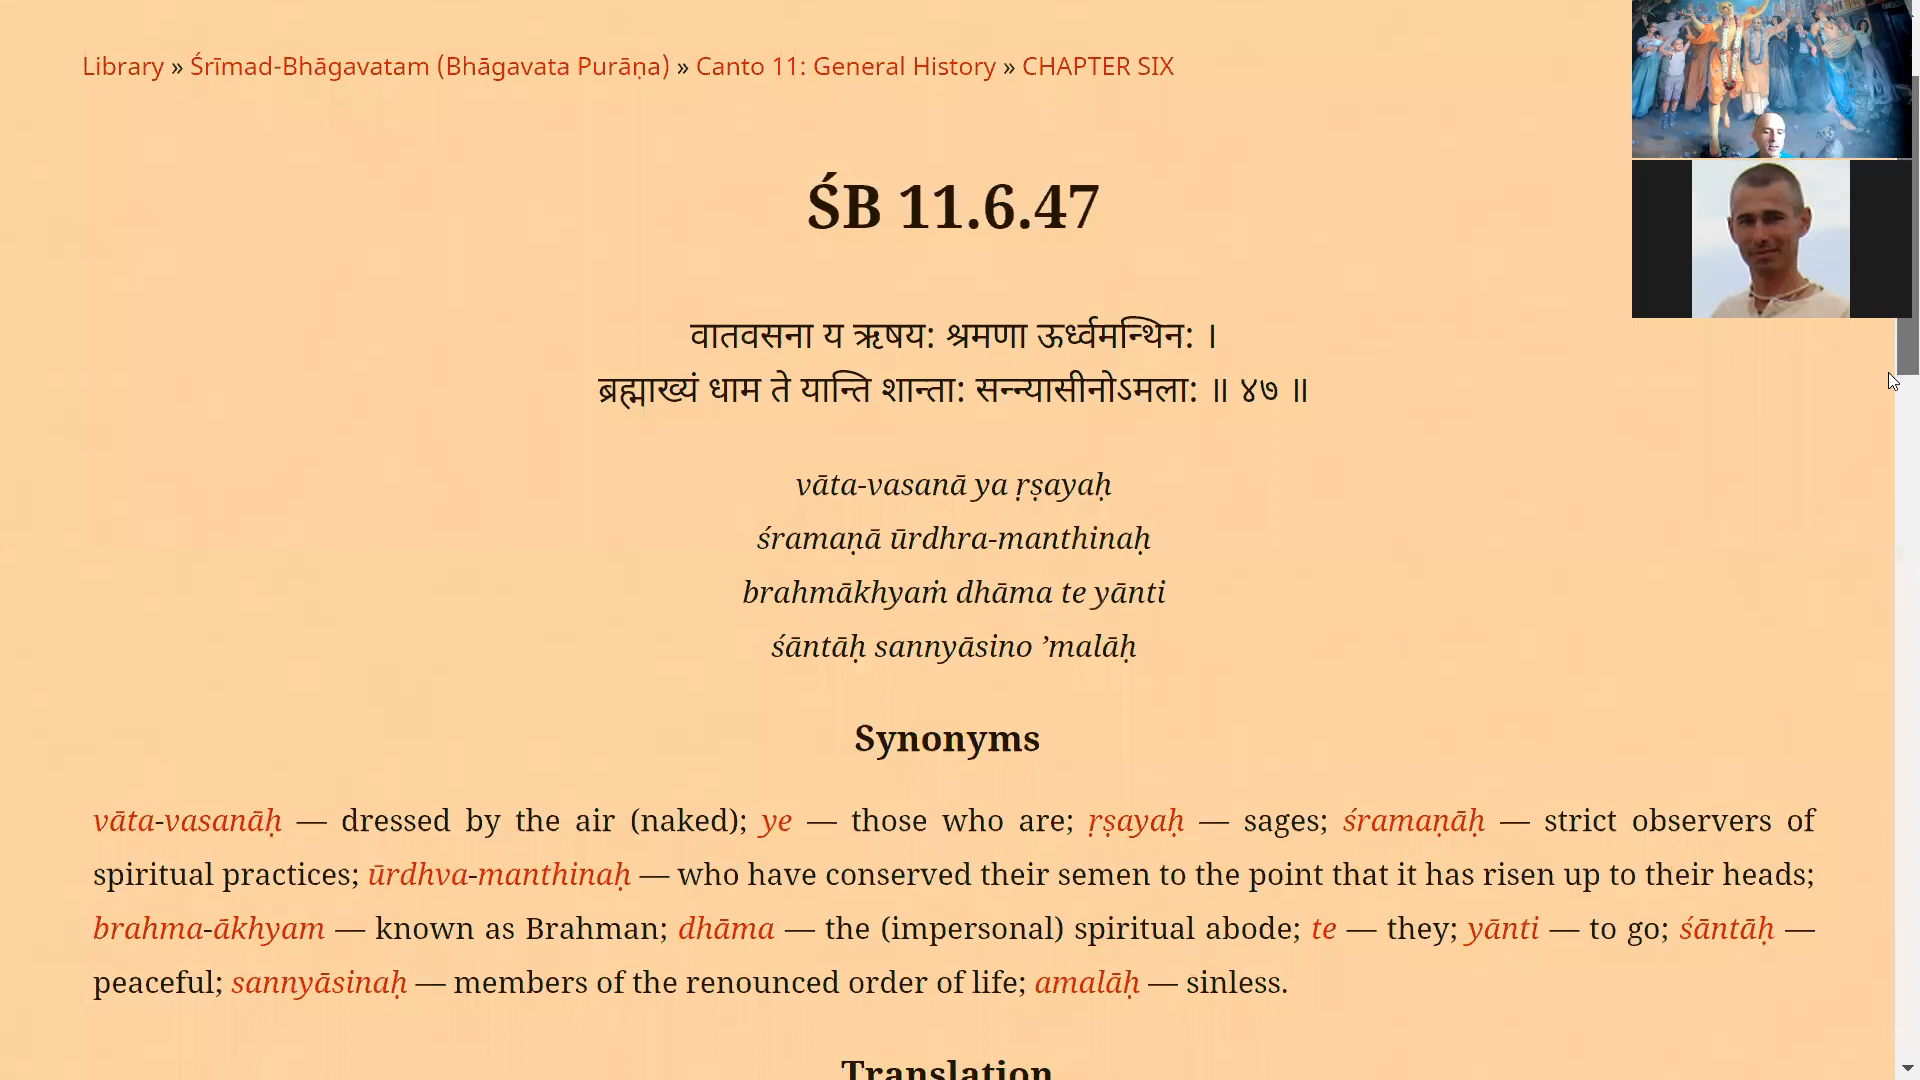 Library » Śrīmad-Bhāgavatam (Bhāgavata Purāṇa) » Canto 11: General History » CHAPTER SIX
ŚB 11.6.47
वातवसना य ऋषय: श्रमणा ऊर्ध्वमन्थिन: ।
ब्रह्माख्यं धाम ते यान्ति शान्ता: सन्न्यासीनोऽमला: ॥ ४७ ॥
vāta-vasanā ya ṛṣayaḥ
śramaṇā ūrdhra-manthinaḥ
brahmākhyaṁ dhāma te yānti
śāntāḥ sannyāsino ’malāḥ
Synonyms
vāta-vasanāḥ — dressed by the air (naked); ye — those who are; ṛṣayaḥ — sages; śramaṇāḥ — strict observers of
spiritual practices; ūrdhva-manthinaḥ — who have conserved their semen to the point that it has risen up to their heads;
brahma-ākhyam — known as Brahman; dhāma — the (impersonal) spiritual abode; te — they; yānti — to go; śāntāḥ —
peaceful; sannyāsinaḥ — members of the renounced order of life; amalāḥ — sinless.
Translation